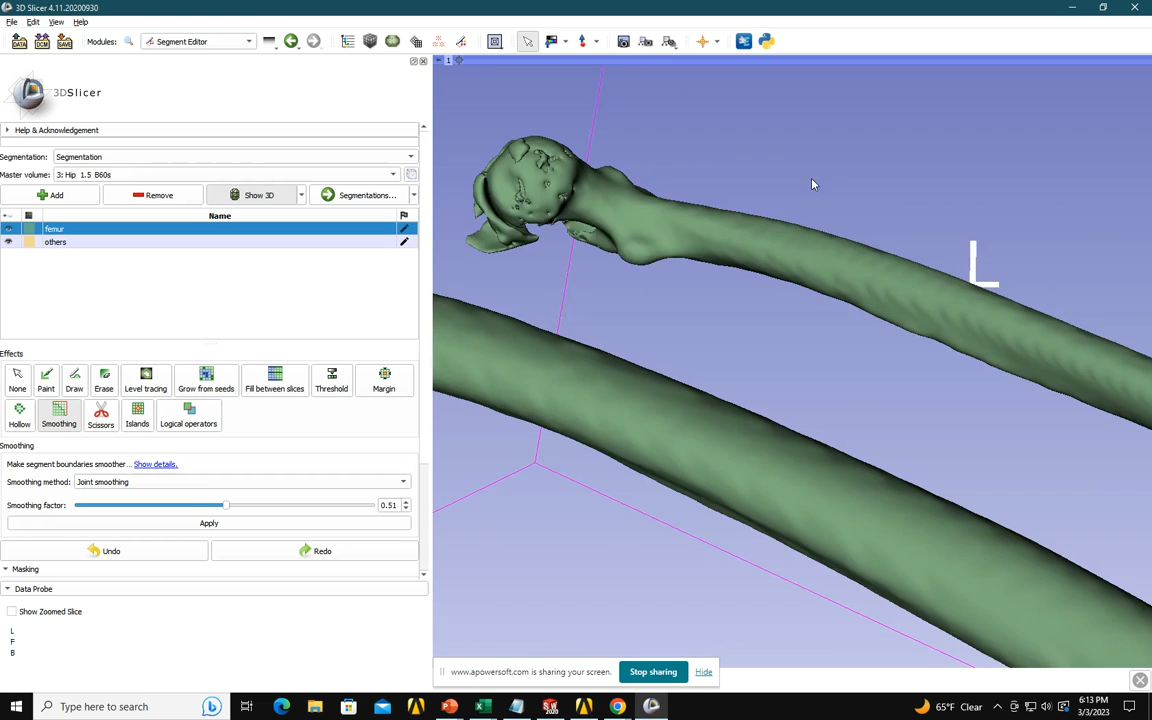 3D Slicer 4.11.20200930
File Edit View Help
DATA DCM SAVE Modules: Segment Editor
3DSlicer
Help & Acknowledgement
Segmentation: Segmentation
Master volume: 3: Hip 1.5 B60s
Add Remove Show 3D Segmentations...
Name
femur
others
Effects
None Paint Draw Erase Level tracing Grow from seeds Fill between slices Threshold Margin
Hollow Smoothing Scissors Islands Logical operators
Smoothing
Make segment boundaries smoother... Show details.
Smoothing method: Joint smoothing
Smoothing factor: 0.51
Apply
Undo Redo
Masking
Data Probe
Show Zoomed Slice
L
F
B
1
L
www.apowersoft.com is sharing your screen. Stop sharing Hide
Type here to search
65°F Clear
6:13 PM
3/3/2023